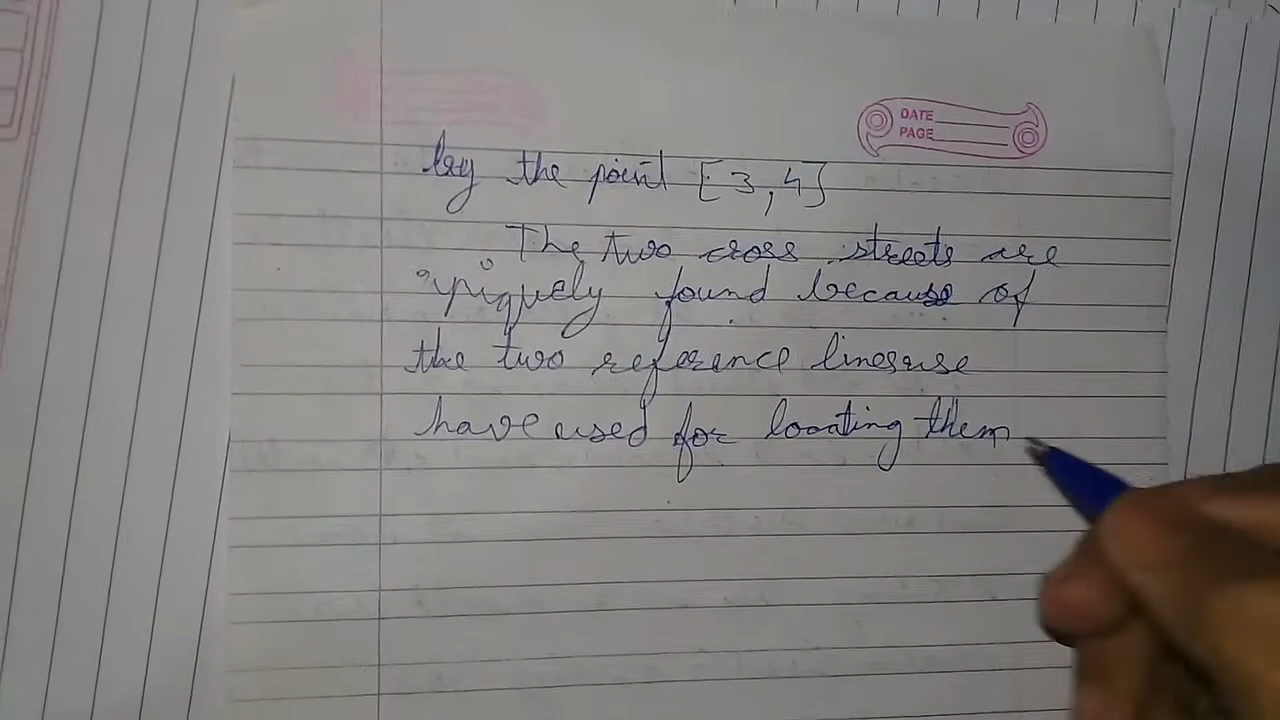 DATE
PAGE
by the point [3,4]
The two cross streets are
uniquely found because of
the two reference lines use
have used for locating them